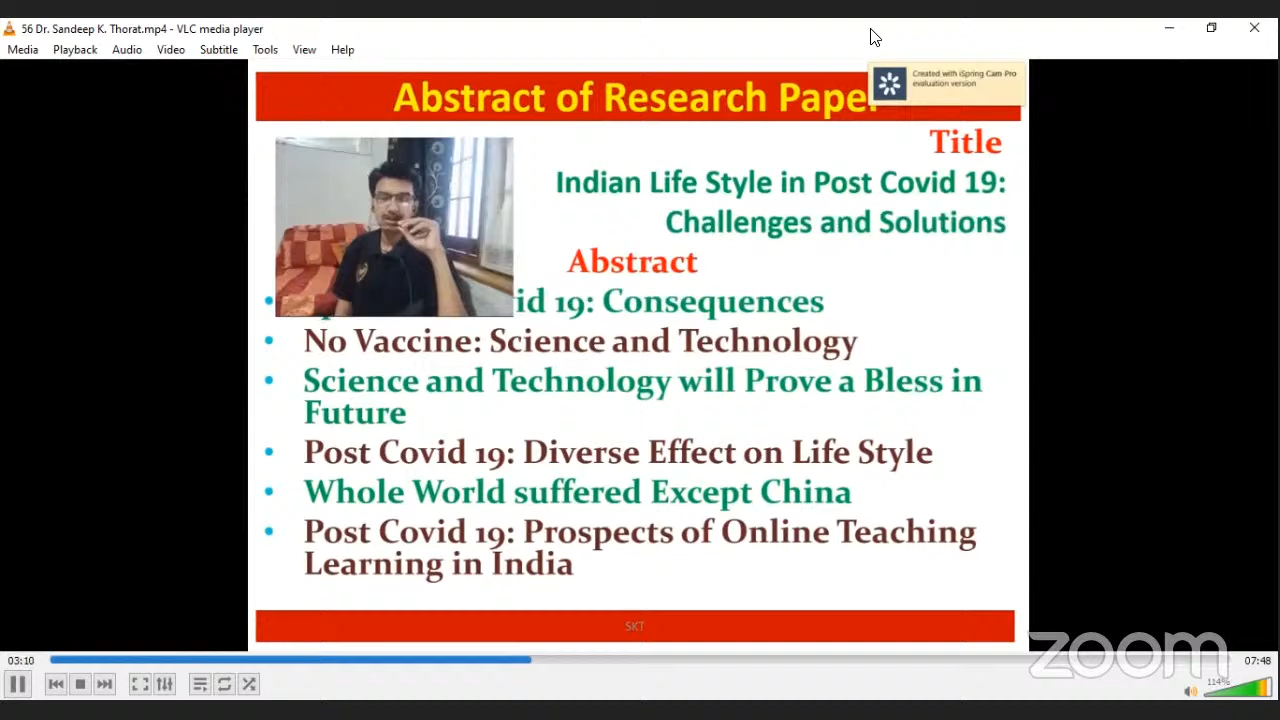 56 Dr. Sandeep K. Thorat.mp4 - VLC media player
Media Playback Audio Video Subtitle Tools View Help
Created with iSpring Cam Pro
evaluation version
Abstract of Research Paper
Title
Indian Life Style in Post Covid 19:
Challenges and Solutions
Abstract
id 19: Consequences
No Vaccine: Science and Technology
Science and Technology will Prove a Bless in
Future
Post Covid 19: Diverse Effect on Life Style
Whole World suffered Except China
Post Covid 19: Prospects of Online Teaching
Learning in India
SKT
zoom
03:10
07:48
114%